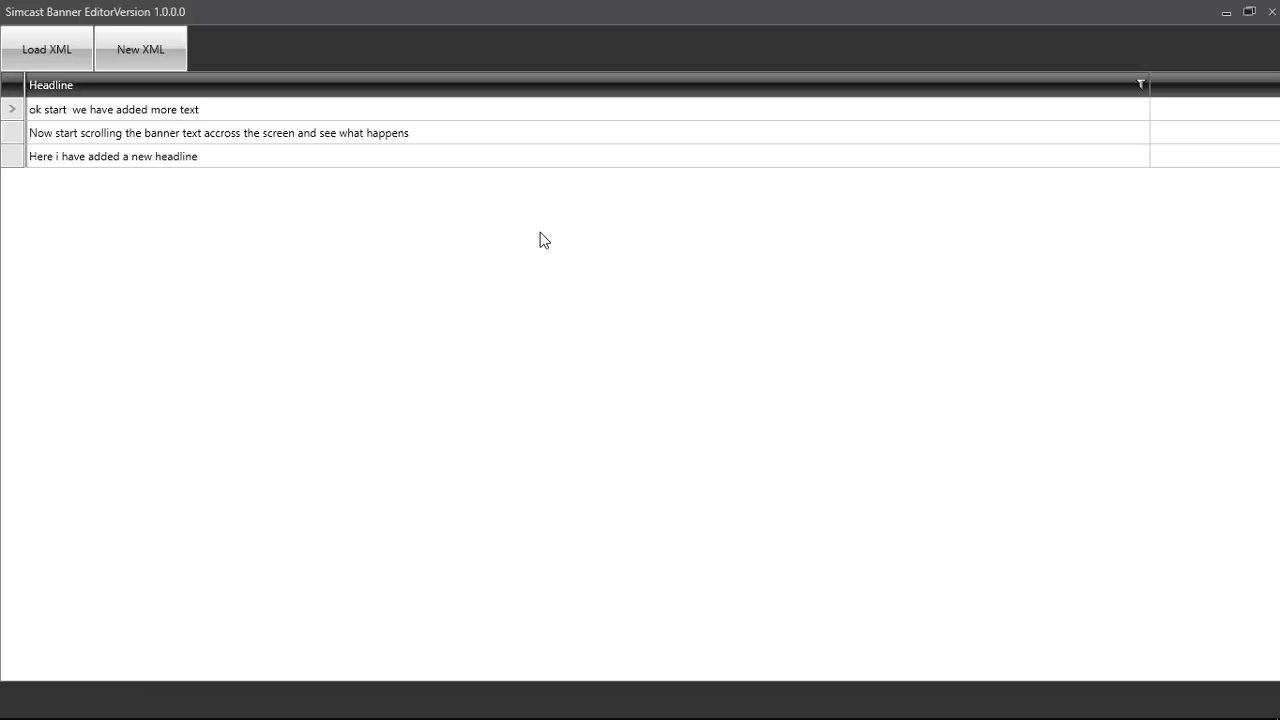 Simcast Banner EditorVersion 1.0.0.0
Load XML
New XML
Headline
ok start  we have added more text
Now start scrolling the banner text accross the screen and see what happens
Here i have added a new headline